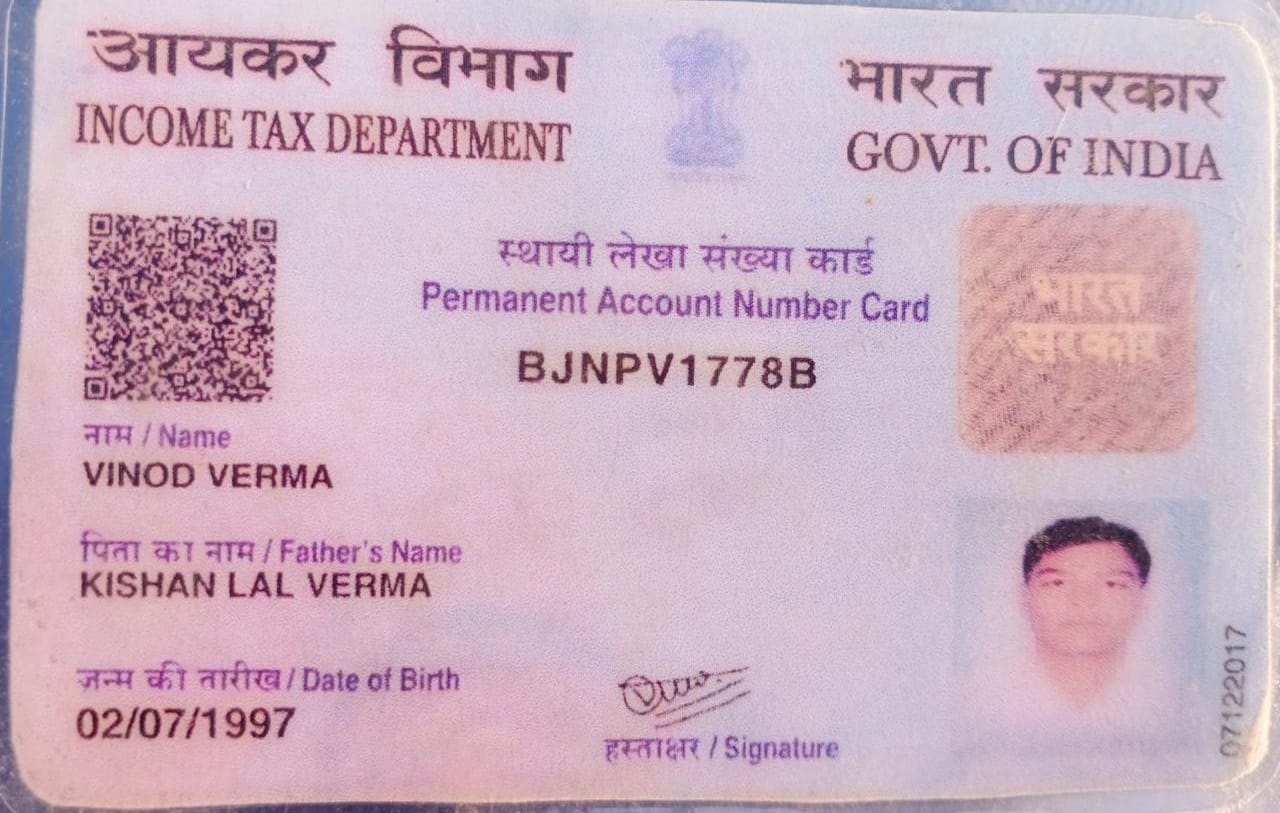 आयकर विभाग
INCOME TAX DEPARTMENT
भारत सरकार
GOVT. OF INDIA
स्थायी लेखा संख्या कार्ड
Permanent Account Number Card
BJNPV1778B
भारत
सरकार
नाम / Name
VINOD VERMA
पिता का नाम / Father's Name
KISHAN LAL VERMA
जन्म की तारीख / Date of Birth
02/07/1997
हस्ताक्षर / Signature
07122017